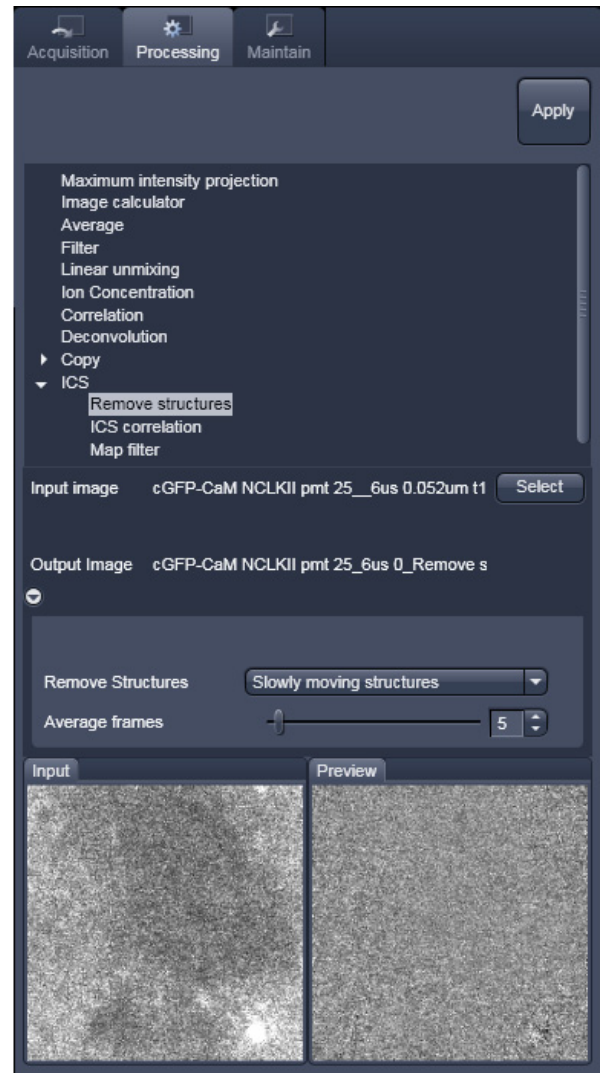 Acquisition Processing Maintain
Apply
Maximum intensity projection
Image calculator
Average
Filter
Linear unmixing
Ion Concentration
Correlation
Deconvolution
Copy
ICS
Remove structures
ICS correlation
Map filter
Input image cGFP-CaM NCLKII pmt 25__6us 0.052um t1 Select
Output Image cGFP-CaM NCLKII pmt 25_6us 0_Remove s
Remove Structures Slowly moving structures
Average frames 5
Input Preview